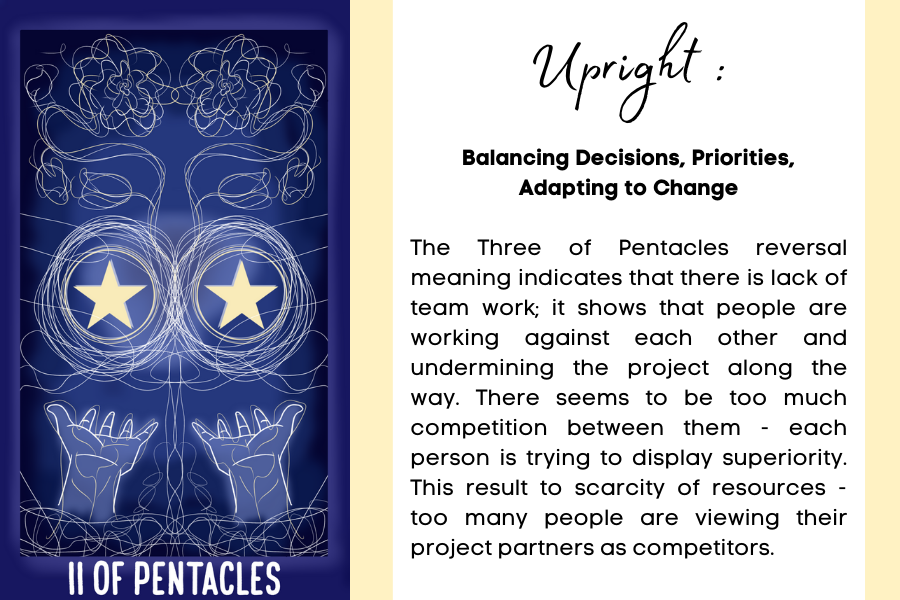 II OF PENTACLES
Upright :
Balancing Decisions, Priorities,
Adapting to Change
The Three of Pentacles reversal
meaning indicates that there is lack of
team work; it shows that people are
working against each other and
undermining the project along the
way. There seems to be too much
competition between them - each
person is trying to display superiority.
This result to scarcity of resources -
too many people are viewing their
project partners as competitors.